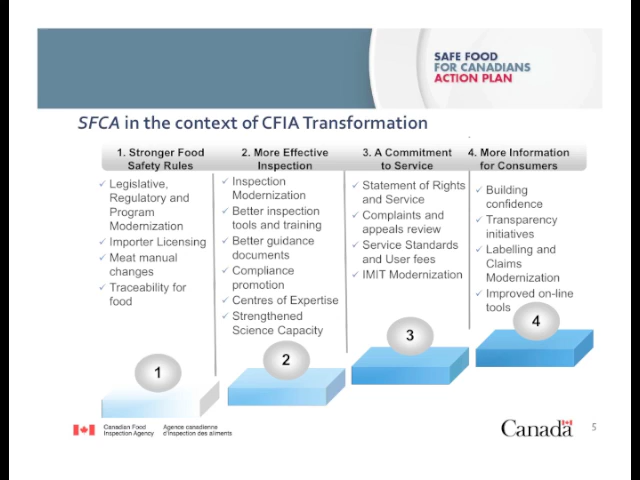 SAFE FOOD
FOR CANADIANS
ACTION PLAN
SFCA in the context of CFIA Transformation
1. Stronger Food
Safety Rules
Legislative,
Regulatory and
Program
Modernization
Importer Licensing
Meat manual
changes
Traceability for
food
2. More Effective
Inspection
Inspection
Modernization
Better inspection
tools and training
Better guidance
documents
Compliance
promotion
Centres of Expertise
Strengthened
Science Capacity
3. A Commitment
to Service
Statement of Rights
and Service
Complaints and
appeals review
Service Standards
and User fees
IMIT Modernization
4. More Information
for Consumers
Building
confidence
Transparency
initiatives
Labelling and
Claims
Modernization
Improved on-line
tools
1
2
3
4
Canadian Food
Inspection Agency
Agence canadienne
d'inspection des aliments
Canada
5